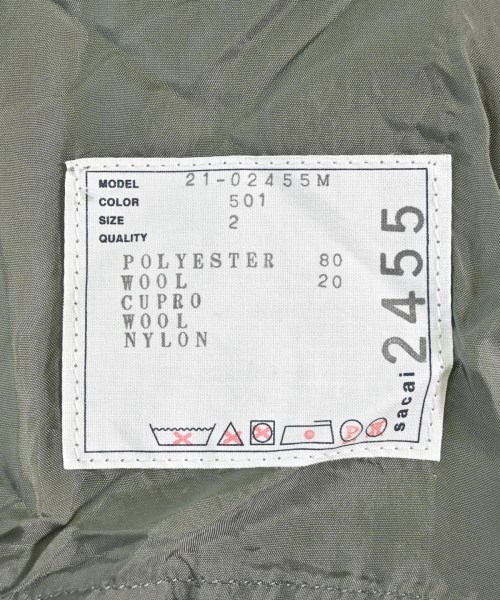 MODEL 21-02455M
COLOR 501
SIZE 2
QUALITY
POLYESTER 80
WOOL 20
CUPRO
WOOL
NYLON
sacai 2455
P